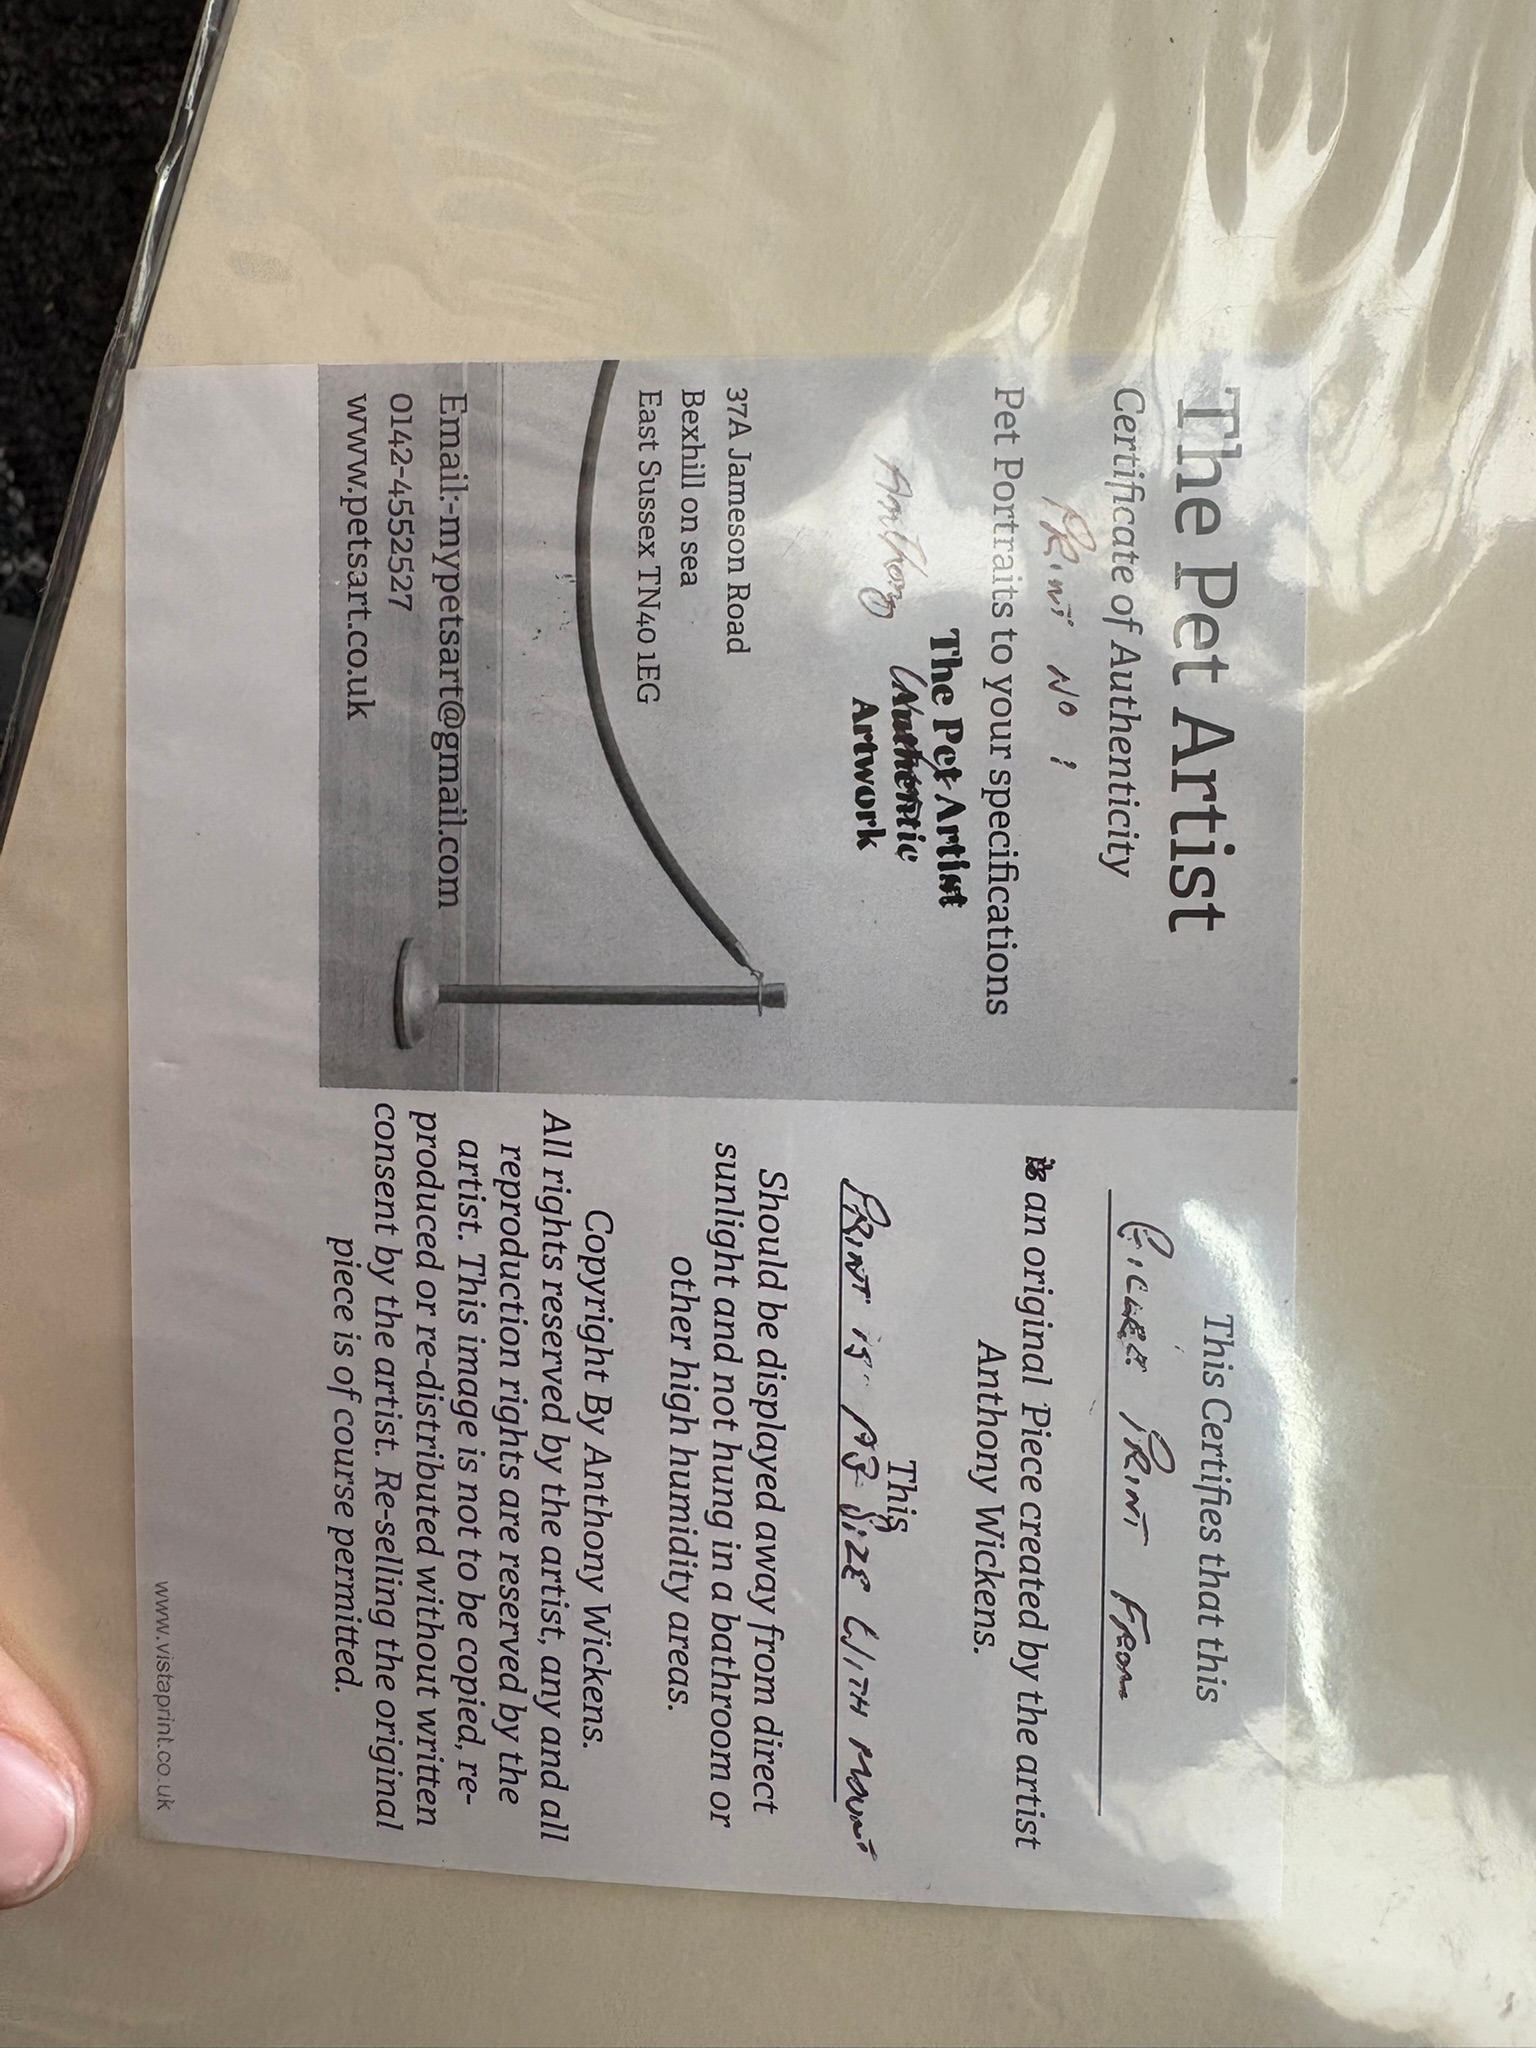 The Pet Artist
Certificate of Authenticity
PRiNT NO 1
Pet Portraits to your specifications
The Pet Artist
Anthony Wickens
Authentic
Artwork
37A Jameson Road
Bexhill on sea
East Sussex TN40 1EG
Email:-mypetsart@gmail.com
0142-4552527
www.petsart.co.uk
This Certifies that this
GiCLEE PRiNT FROM
is an original Piece created by the artist
Anthony Wickens.
This
PRiNT iS A3 SiZE WiTH MOUNT
Should be displayed away from direct
sunlight and not hung in a bathroom or
other high humidity areas.
Copyright By Anthony Wickens.
All rights reserved by the artist, any and all
reproduction rights are reserved by the
artist. This image is not to be copied, re-
produced or re-distributed without written
consent by the artist. Re-selling the original
piece is of course permitted.
www.vistaprint.co.uk